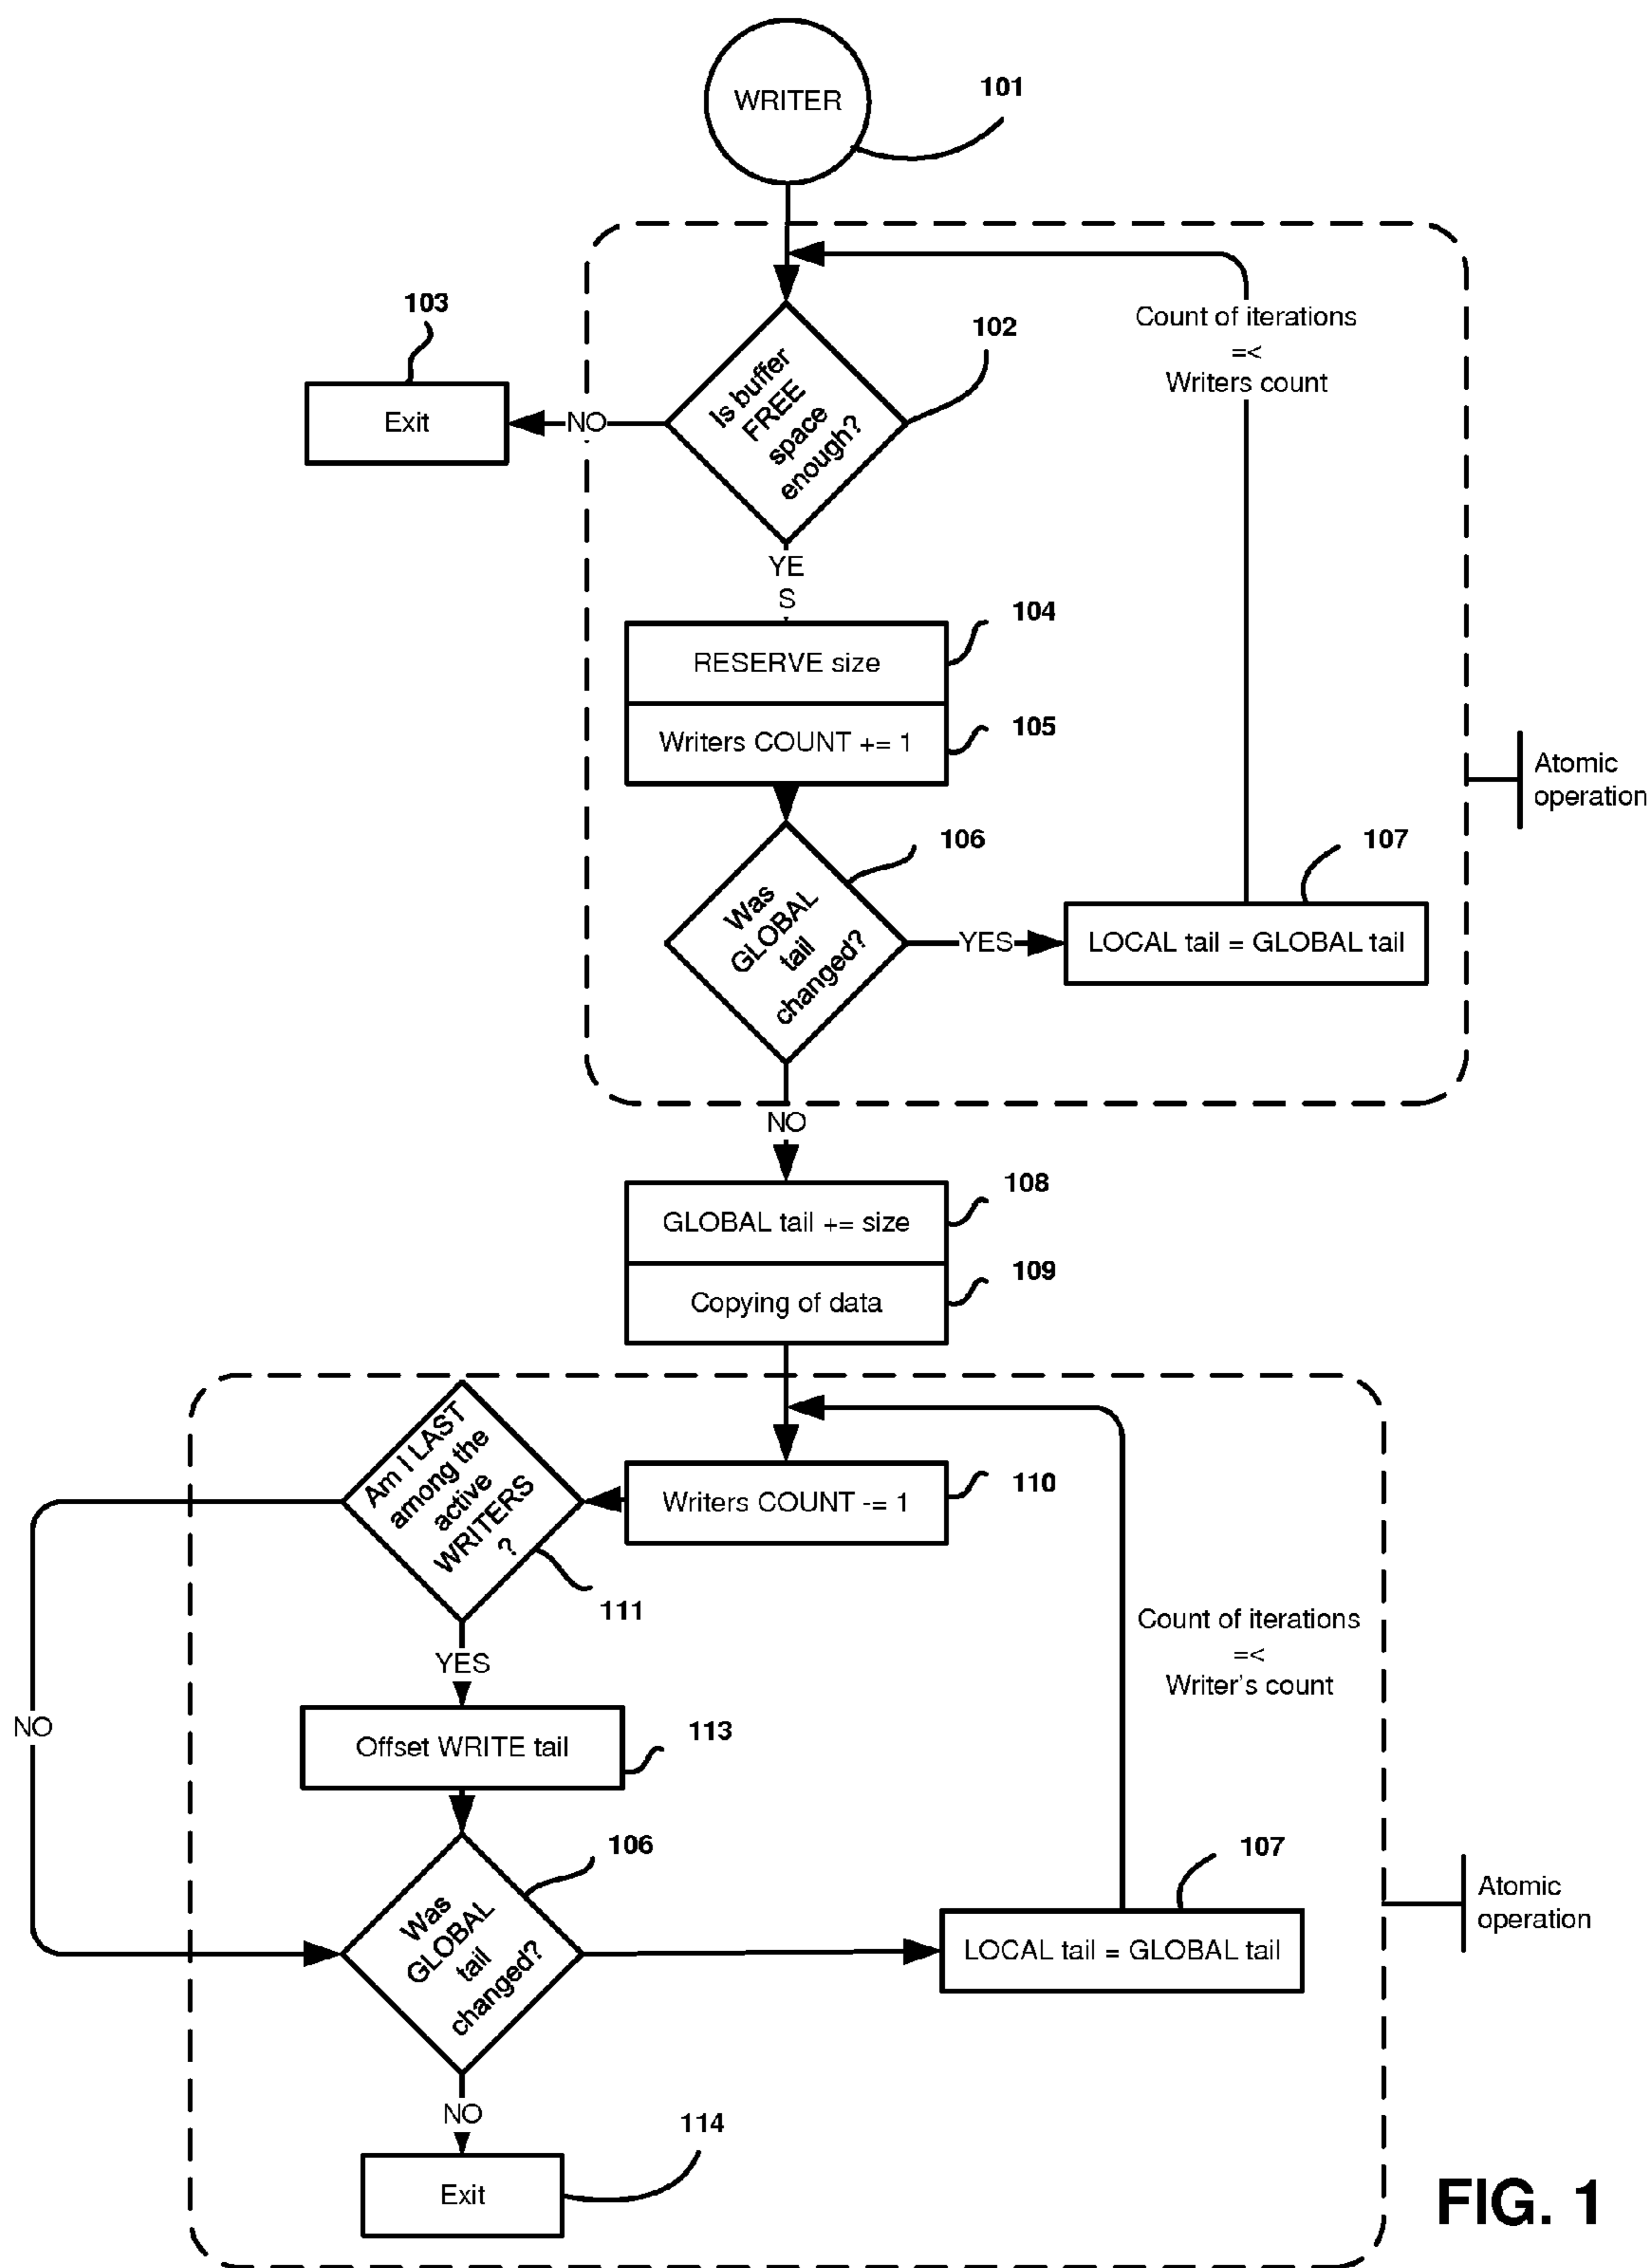 WRITER
101
103
102
Count of iterations
=<
Writers count
Is buffer
FREE
space
enough?
Exit
NO
YE
S
104
RESERVE size
105
Writers COUNT += 1
Atomic
operation
106
107
Was
GLOBAL
tail
changed?
YES
LOCAL tail = GLOBAL tail
NO
108
GLOBAL tail += size
109
Copying of data
Am I LAST
among the
active
WRITERS
?
110
Writers COUNT -= 1
111
Count of iterations
=<
Writer's count
YES
NO
113
Offset WRITE tail
106
107
Was
GLOBAL
tail
changed?
LOCAL tail = GLOBAL tail
Atomic
operation
NO
114
Exit
FIG. 1